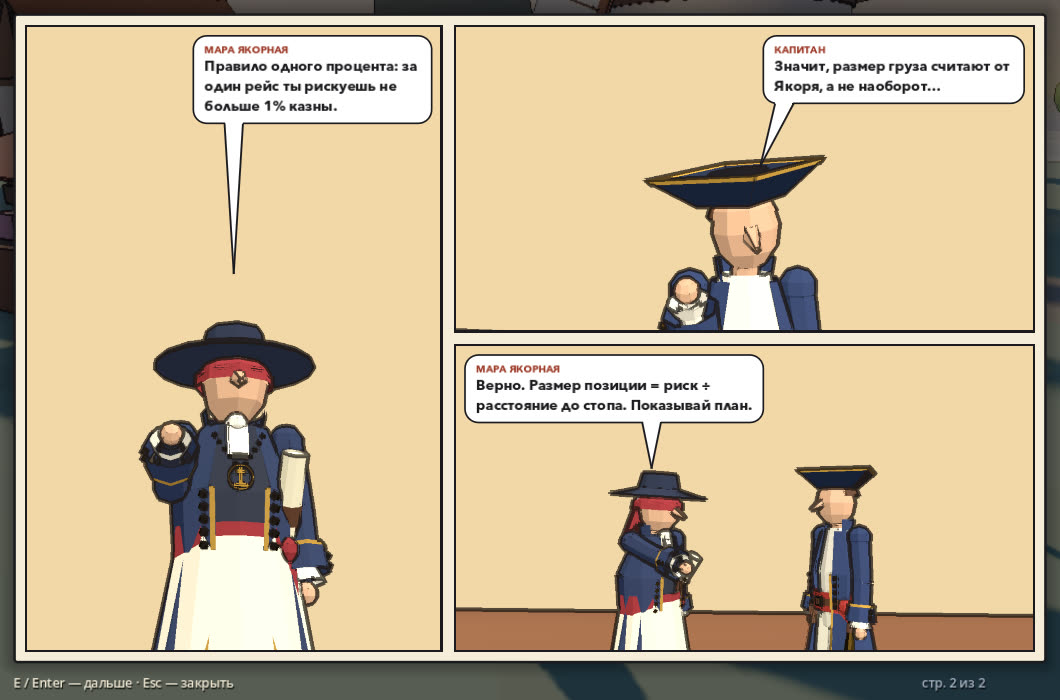 МАРА ЯКОРНАЯ
Правило одного процента: за
один рейс ты рискуешь не
больше 1% казны.
КАПИТАН
Значит, размер груза считают от
Якоря, а не наоборот...
МАРА ЯКОРНАЯ
Верно. Размер позиции = риск ÷
расстояние до стопа. Показывай план.
E / Enter — дальше · Esc — закрыть
стр. 2 из 2